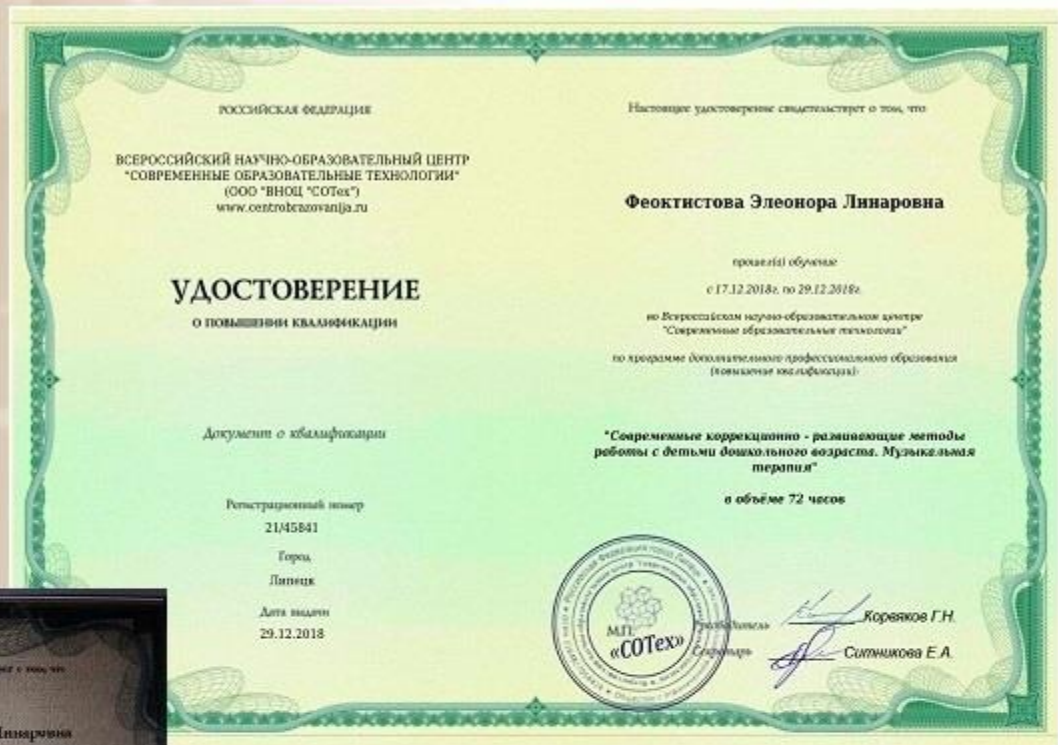 РОССИЙСКАЯ ФЕДЕРАЦИЯ
ВСЕРОССИЙСКИЙ НАУЧНО-ОБРАЗОВАТЕЛЬНЫЙ ЦЕНТР
"СОВРЕМЕННЫЕ ОБРАЗОВАТЕЛЬНЫЕ ТЕХНОЛОГИИ"
(ООО "ВНОЦ "СОТех")
www.centrobrazovanija.ru
УДОСТОВЕРЕНИЕ
О ПОВЫШЕНИИ КВАЛИФИКАЦИИ
Документ о квалификации
Регистрационный номер
21/45841
Город
Липецк
Дата выдачи
29.12.2018
Настоящее удостоверение свидетельствует о том, что
Феоктистова Элеонора Линаровна
прошел(а) обучение
с 17.12.2018г. по 29.12.2018г.
во Всероссийском научно-образовательном центре
"Современные образовательные технологии"
по программе дополнительного профессионального образования
(повышение квалификации)
"Современные коррекционно - развивающие методы
работы с детьми дошкольного возраста. Музыкальная
терапия"
в объёме 72 часов
М.П.
«СОТех»
Руководитель Корвяков Г.Н.
Секретарь Ситникова Е.А.
Линаровна